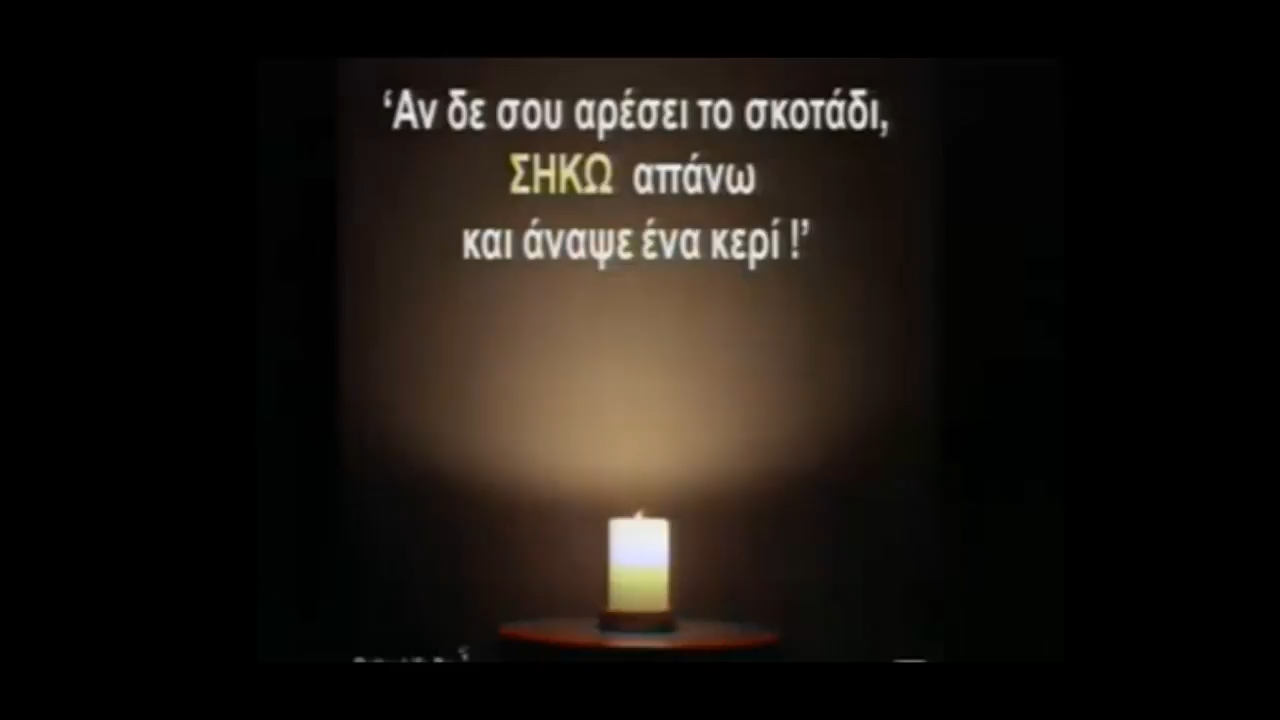 ‘Αν δε σου αρέσει το σκοτάδι,
ΣΗΚΩ απάνω
και άναψε ένα κερί !’